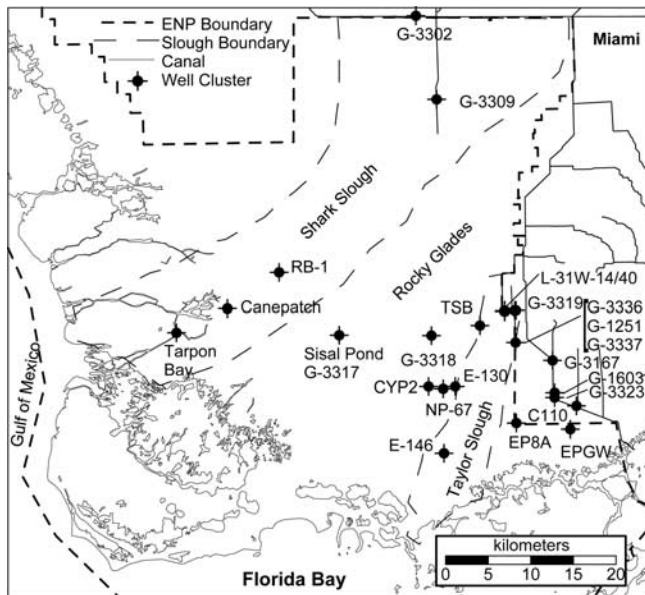 ENP Boundary
Slough Boundary
Canal
Well Cluster
G-3302
Miami
G-3309
Shark Slough
RB-1
Rocky Glades
L-31W-14/40
Canepatch
TSB
G-3319
G-3336
G-1251
G-3337
Tarpon
Bay
Sisal Pond
G-3317
G-3318
G-3167
Gulf of Mexico
CYP2
E-130
G-1603
G-3323
NP-67
C110
E-146
Taylor Slough
EP8A
EPGW
kilometers
0 5 10 15 20
Florida Bay